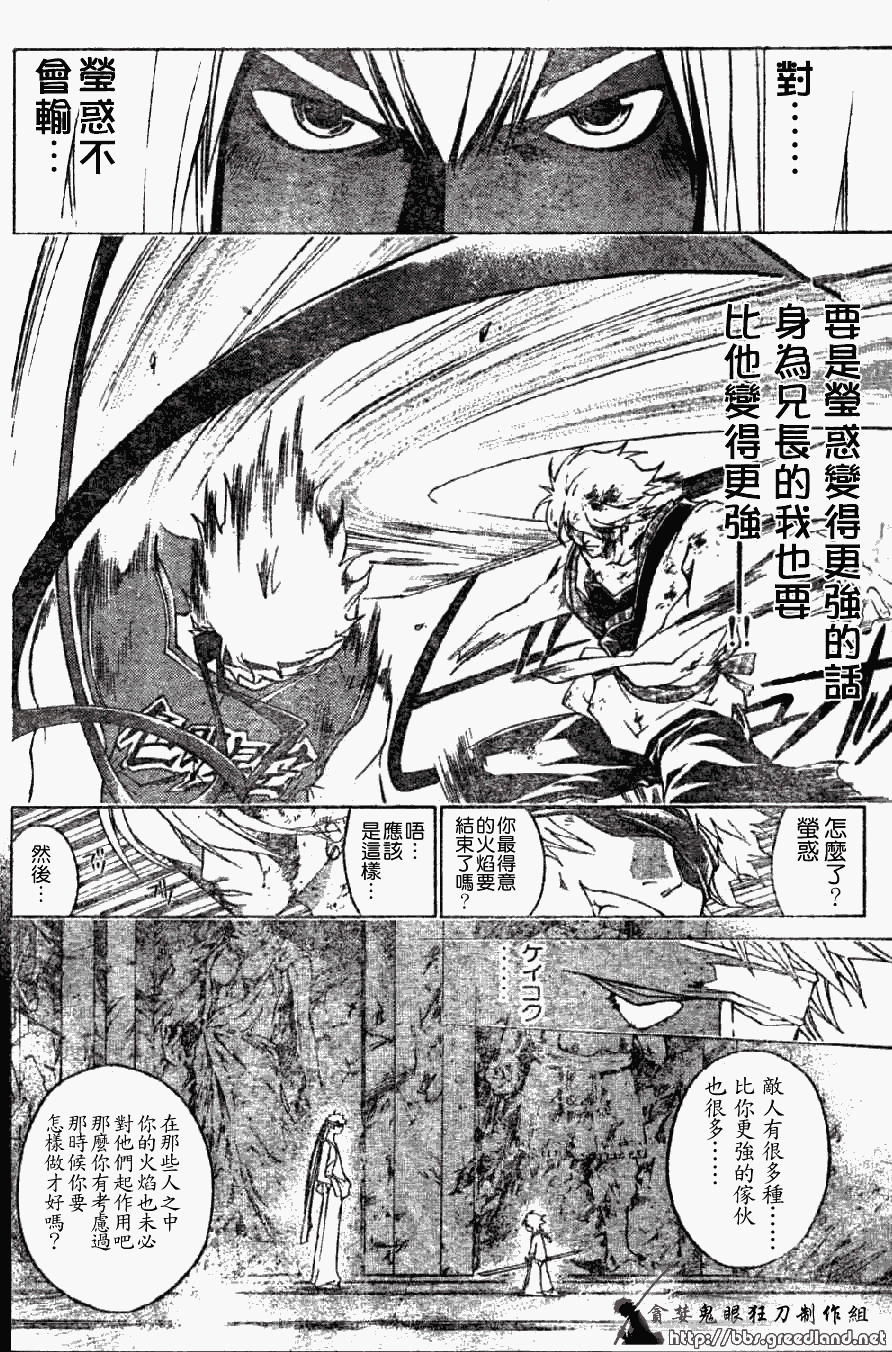 對……
瑩惑不
會輸…
要是瑩惑變得更強的話
身為兄長的我也要
比他變得更強——!!
怎麼了？
螢惑
你最得意
的火焰要
結束了嗎？
唔…
應該
是這樣…
然後…
ケイコク
……
敵人有很多種……
比你更強的傢伙
也很多……
在那些人之中
你的火焰也未必
對他們起作用吧
那麼你有考慮過
那時候你要
怎樣做才好嗎？
貪婪鬼眼狂刀制作組
http://bbs.greedland.net